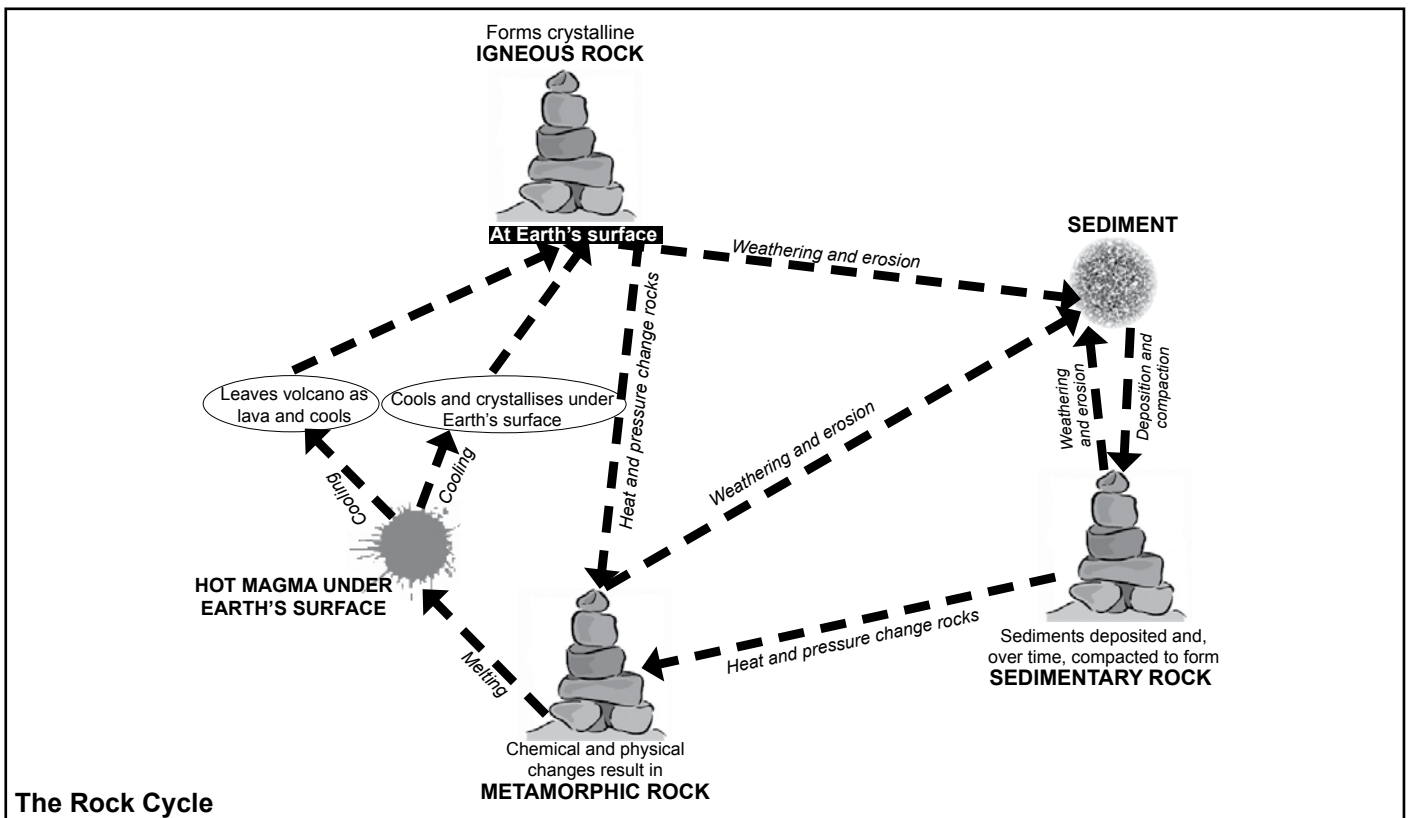 Forms crystalline
IGNEOUS ROCK
At Earth's surface
Weathering and erosion
SEDIMENT
Heat and pressure change rocks
Leaves volcano as
lava and cools
Cools and crystallises under
Earth's surface
Weathering
and erosion
Deposition and
compaction
Weathering and erosion
Cooling
Cooling
HOT MAGMA UNDER
EARTH'S SURFACE
Melting
Heat and pressure change rocks
Sediments deposited and,
over time, compacted to form
SEDIMENTARY ROCK
Chemical and physical
changes result in
METAMORPHIC ROCK
The Rock Cycle